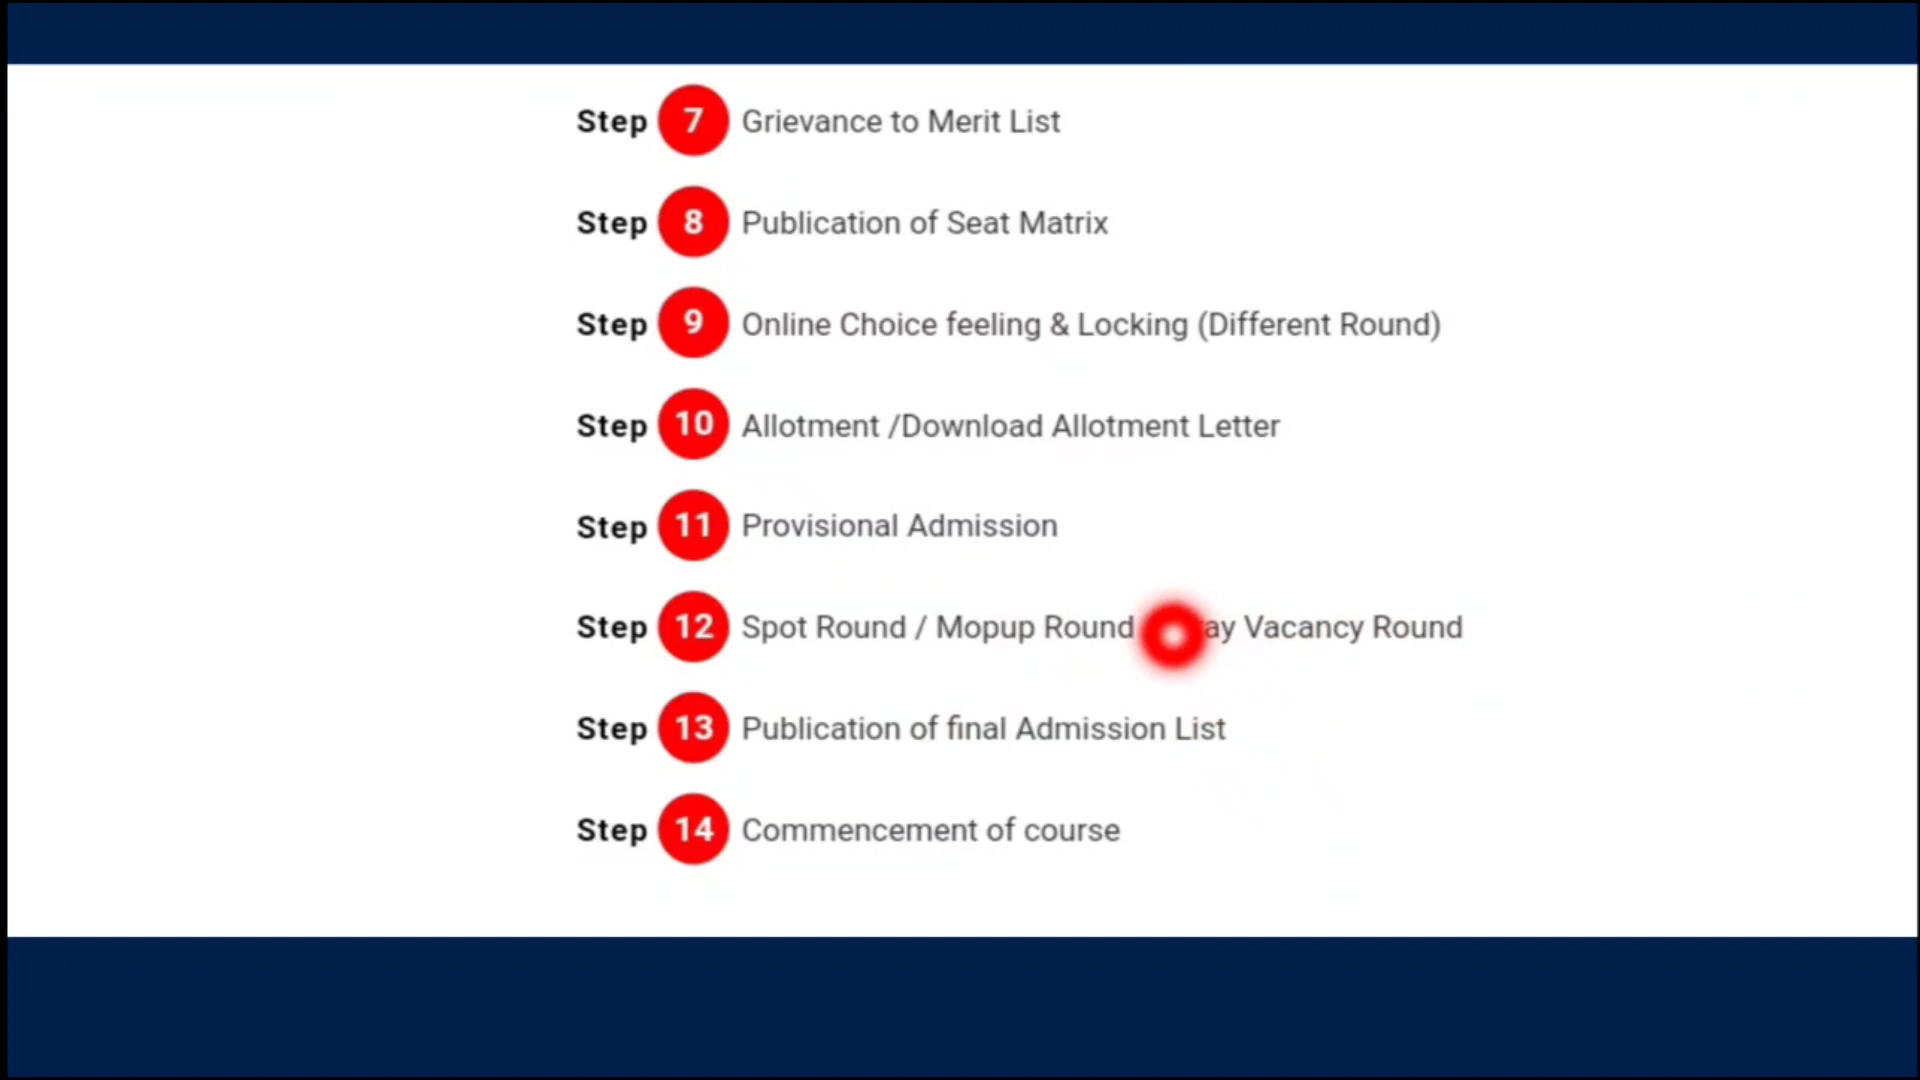 Step 7 Grievance to Merit List
Step 8 Publication of Seat Matrix
Step 9 Online Choice feeling & Locking (Different Round)
Step 10 Allotment /Download Allotment Letter
Step 11 Provisional Admission
Step 12 Spot Round / Mopup Round Vacancy Round
Step 13 Publication of final Admission List
Step 14 Commencement of course